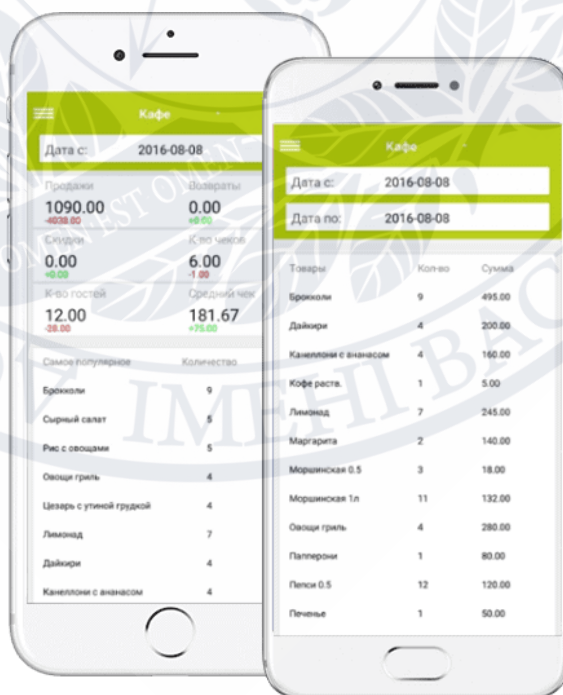 Кафе
Дата с: 2016-08-08
Продажи Возвраты
1090.00 0.00
-4038.00 +0.00
Скидки К-во чеков
0.00 6.00
+0.00 -1.00
К-во гостей Средний чек
12.00 181.67
-28.00 +75.00
Самое популярное Количество
Брокколи 9
Сырный салат 5
Рис с овощами 5
Овощи гриль 4
Цезарь с утиной грудкой 4
Лимонад 7
Дайкири 4
Канеллони с ананасом 4
Кафе
Дата с: 2016-08-08
Дата по: 2016-08-08
Товары Кол-во Сумма
Брокколи 9 495.00
Дайкири 4 200.00
Канеллони с ананасом 4 160.00
Кофе раств. 1 5.00
Лимонад 7 245.00
Маргарита 2 140.00
Моршинская 0.5 3 18.00
Моршинская 1л 11 132.00
Овощи гриль 4 280.00
Папперони 1 80.00
Пепси 0.5 12 120.00
Печенье 1 50.00
OMEN EST OMEN
ІМЕНІ ВАС